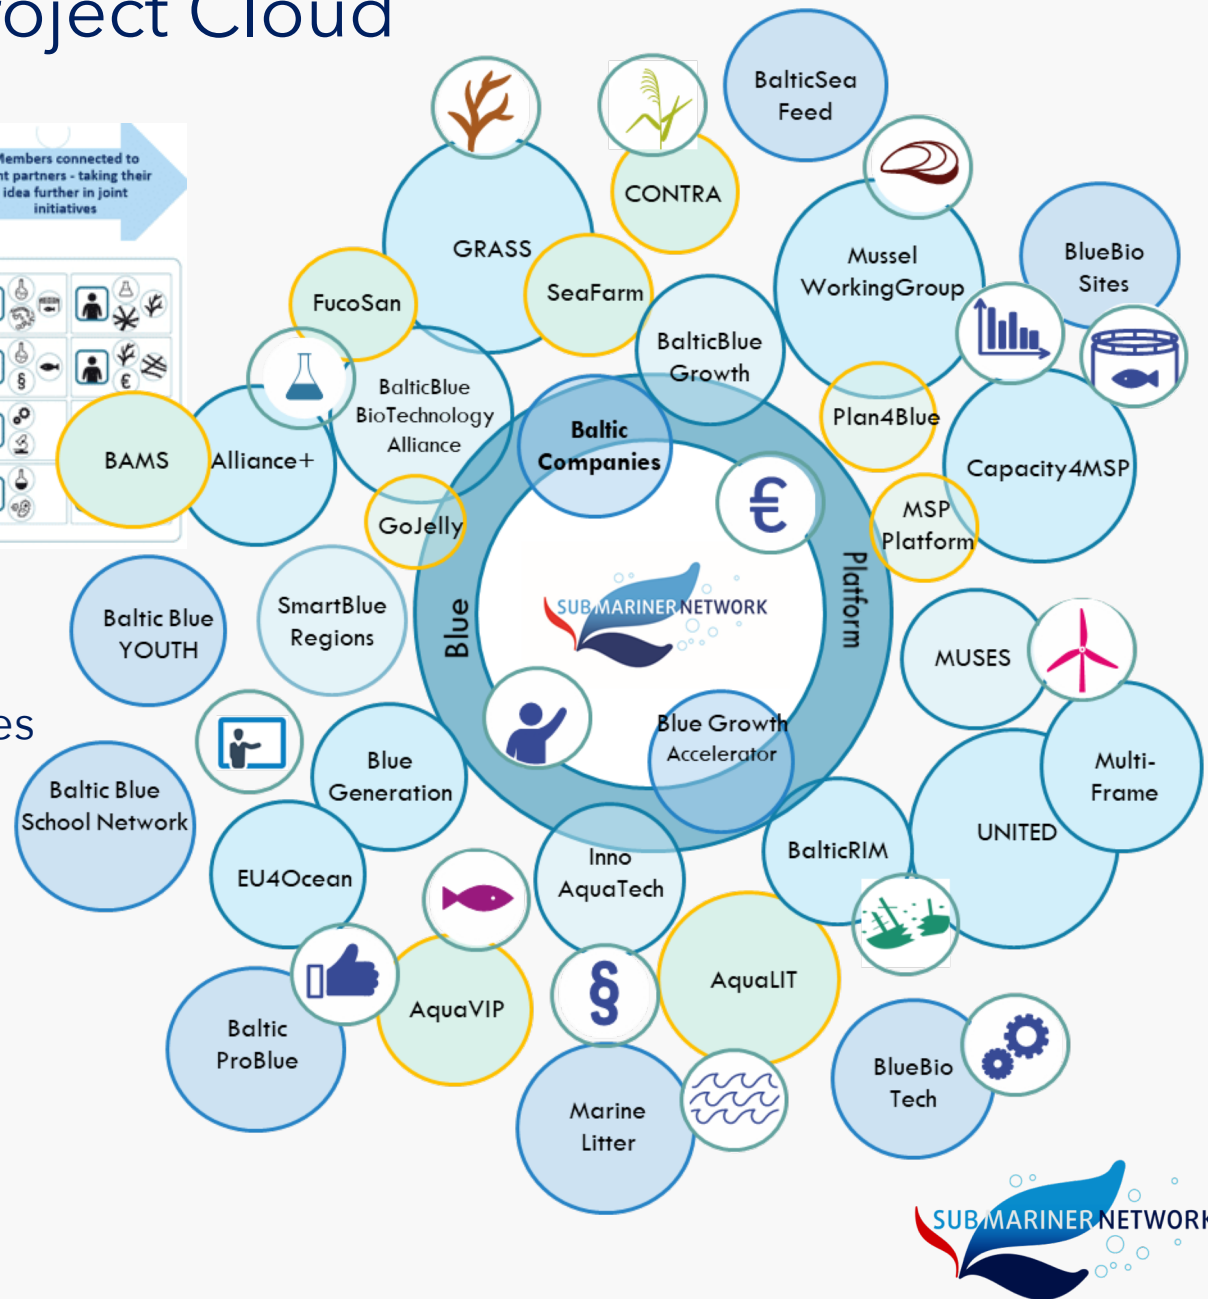 roject Cloud
Members connected to
nt partners - taking their
idea further in joint
initiatives
BalticSea
Feed
CONTRA
GRASS
Mussel
WorkingGroup
BlueBio
Sites
FucoSan
SeaFarm
BalticBlue
Growth
BalticBlue
BioTechnology
Alliance
Baltic
Companies
Plan4Blue
BAMS
Alliance+
Capacity4MSP
€
GoJelly
MSP
Platform
Blue
Platform
SUBMARINER NETWORK
Baltic Blue
YOUTH
SmartBlue
Regions
MUSES
es
Blue Growth
Accelerator
Baltic Blue
School Network
Blue
Generation
Multi-
Frame
UNITED
BalticRIM
EU4Ocean
Inno
AquaTech
AquaVIP
§
AquaLIT
Baltic
ProBlue
BlueBio
Tech
Marine
Litter
SUBMARINER NETWORK